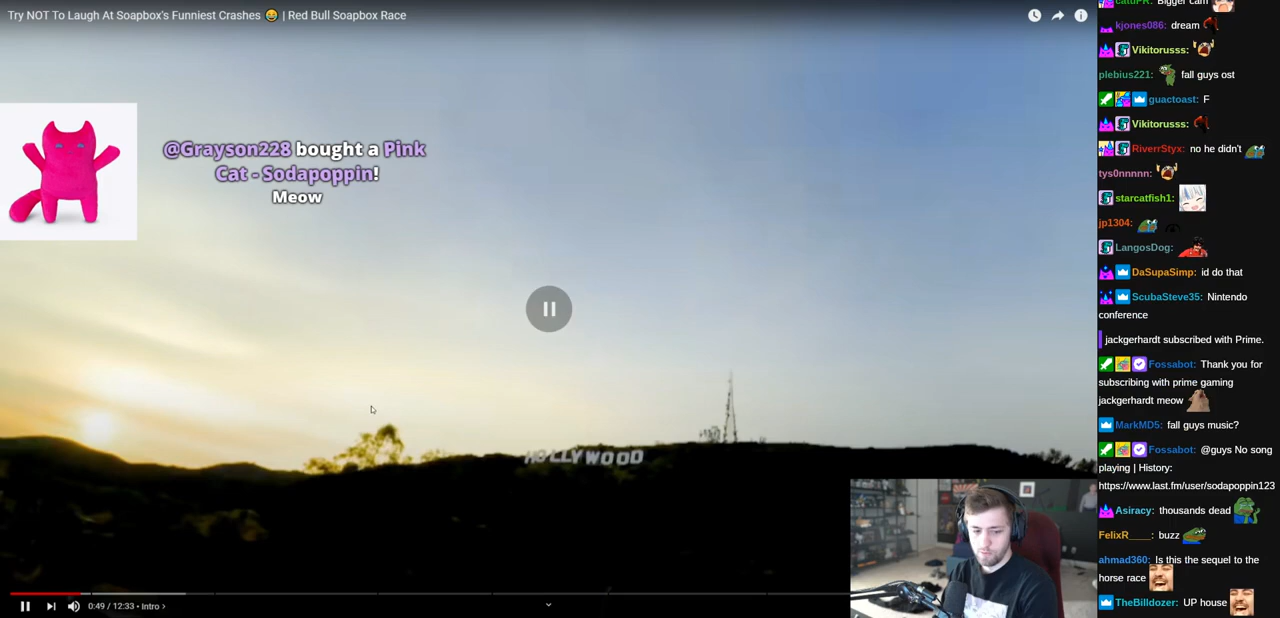 Try NOT To Laugh At Soapbox's Funniest Crashes 😂 | Red Bull Soapbox Race
@Grayson228 bought a Pink
Cat - Sodapoppin!
Meow
HOLLYWOOD
0:49 / 12:33 • Intro ›
Bigger cam
kjones086: dream
Vikitorusss:
plebius221: fall guys ost
guactoast: F
Vikitorusss:
RiverrStyx: no he didn't
tys0nnnnn:
starcatfish1:
jp1304:
LangosDog:
DaSupaSimp: id do that
ScubaSteve35: Nintendo
conference
jackgerhardt subscribed with Prime.
Fossabot: Thank you for
subscribing with prime gaming
jackgerhardt meow
MarkMD5: fall guys music?
Fossabot: @guys No song
playing | History:
https://www.last.fm/user/sodapoppin123
Asiracy: thousands dead
FelixR____: buzz
ahmad360: Is this the sequel to the
horse race
TheBilldozer: UP house